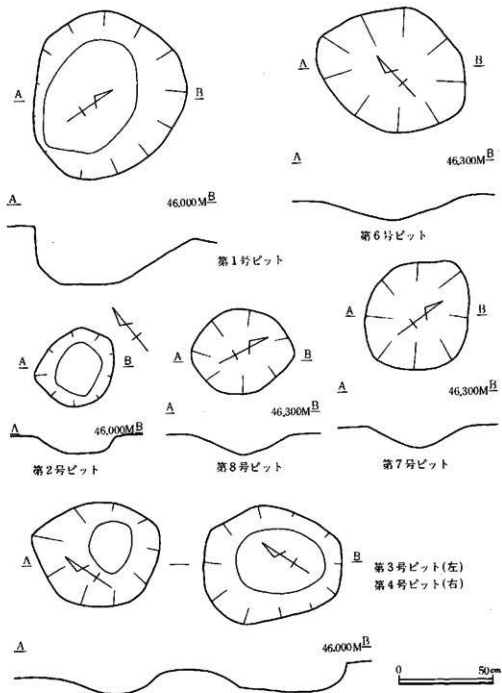 A
B
A
B
A
46,000M B
第1号ピット
A
46,300M B
第6号ピット
A
B
A
46,000M B
第2号ピット
A
B
A
46,300M B
第8号ピット
A
B
A
46,300M B
第7号ピット
A
B
第3号ピット(左)
第4号ピット(右)
A
46,000M B
0
50cm